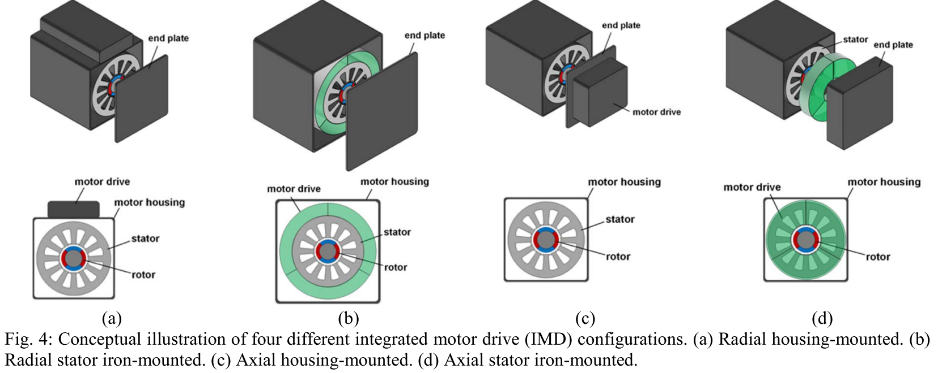 end plate
end plate
end plate
motor drive
stator
end plate
motor drive
motor housing
stator
rotor
motor drive
motor housing
stator
rotor
motor housing
stator
rotor
motor drive
motor housing
rotor
(a)
(b)
(c)
(d)
Fig. 4: Conceptual illustration of four different integrated motor drive (IMD) configurations. (a) Radial housing-mounted. (b)
Radial stator iron-mounted. (c) Axial housing-mounted. (d) Axial stator iron-mounted.